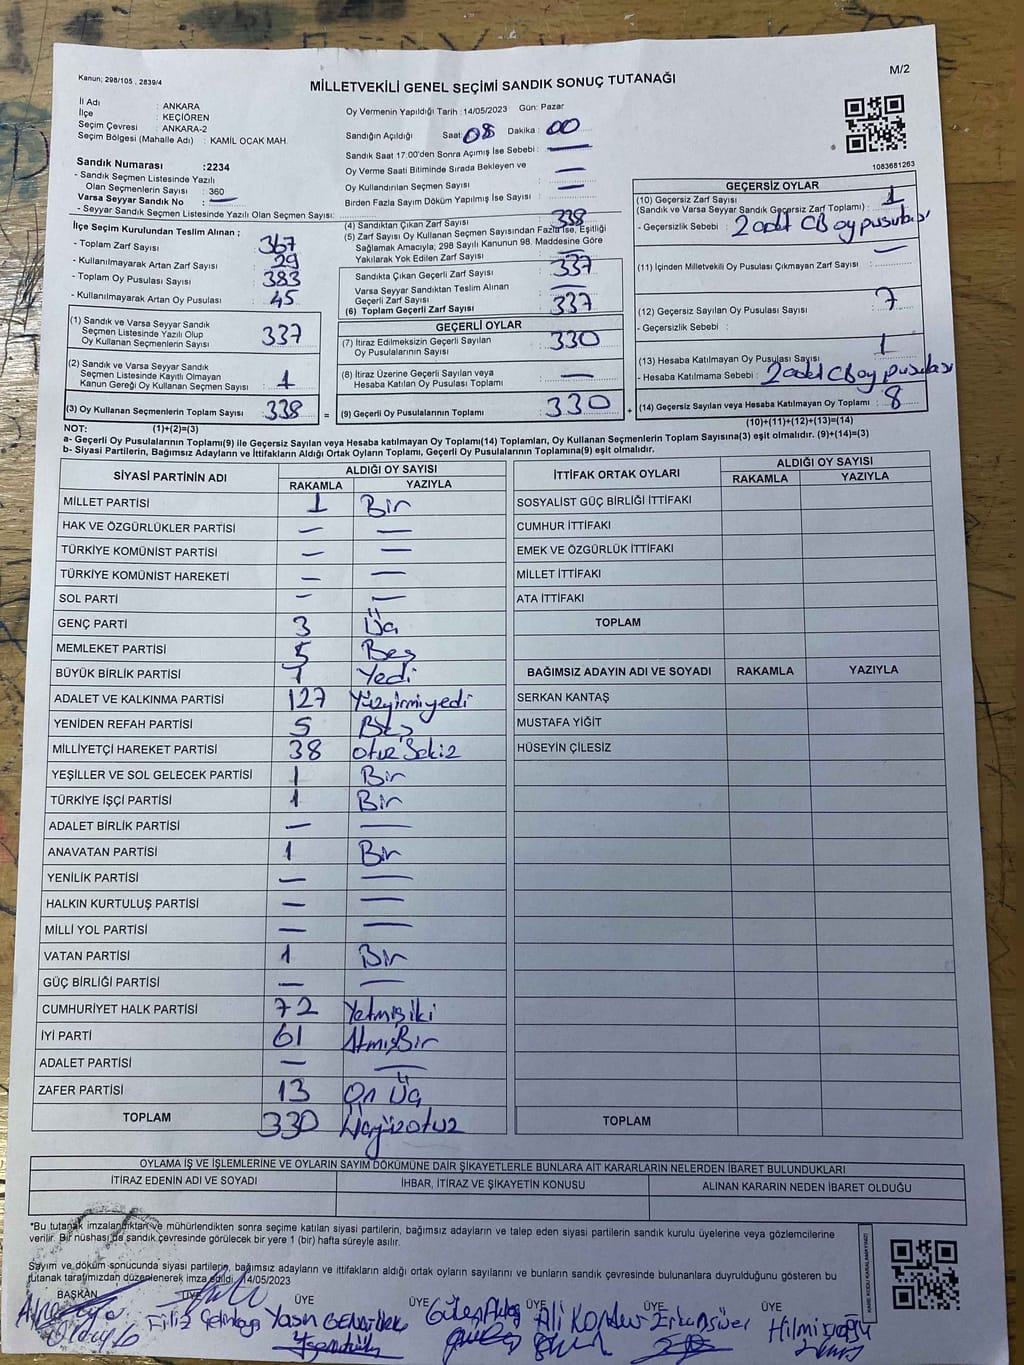 Kanun; 298/105 , 2839/4
MİLLETVEKİLİ GENEL SEÇİMİ SANDIK SONUÇ TUTANAĞI
M/2
İl Adı : ANKARA
İlçe : KEÇİÖREN
Seçim Çevresi : ANKARA-2
Seçim Bölgesi (Mahalle Adı) : KAMİL OCAK MAH.
Sandık Numarası :2234
- Sandık Seçmen Listesinde Yazılı
Olan Seçmenlerin Sayısı : 360
Varsa Seyyar Sandık No : —
- Seyyar Sandık Seçmen Listesinde Yazılı Olan Seçmen Sayısı:
Oy Vermenin Yapıldığı Tarih : 14/05/2023 Gün: Pazar
Sandığın Açıldığı Saat : 08 Dakika : 00
Sandık Saat 17:00'den Sonra Açımış İse Sebebi : —
Oy Verme Saati Bitiminde Sırada Bekleyen ve
Oy Kullandırılan Seçmen Sayısı : —
Birden Fazla Sayım Döküm Yapılmış İse Sayısı : —
1083681263
İlçe Seçim Kurulundan Teslim Alınan ;
- Toplam Zarf Sayısı : 367
- Kullanılmayarak Artan Zarf Sayısı : 29
- Toplam Oy Pusulası Sayısı : 383
- Kullanılmayarak Artan Oy Pusulası : 45
(1) Sandık ve Varsa Seyyar Sandık
Seçmen Listesinde Yazılı Olup
Oy Kullanan Seçmenlerin Sayısı : 337
(2) Sandık ve Varsa Seyyar Sandık
Seçmen Listesinde Kayıtlı Olmayan
Kanun Gereği Oy Kullanan Seçmen Sayısı : 1
(3) Oy Kullanan Seçmenlerin Toplam Sayısı : 338 =
(4) Sandıktan Çıkan Zarf Sayısı : 338
(5) Zarf Sayısı Oy Kullanan Seçmen Sayısından Fazla İse, Eşitliği
Sağlamak Amacıyla; 298 Sayılı Kanunun 98. Maddesine Göre
Yakılarak Yok Edilen Zarf Sayısı : —
Sandıkta Çıkan Geçerli Zarf Sayısı : 337
Varsa Seyyar Sandıktan Teslim Alınan
Geçerli Zarf Sayısı : —
(6) Toplam Geçerli Zarf Sayısı : 337
GEÇERLİ OYLAR
(7) İtiraz Edilmeksizin Geçerli Sayılan
Oy Pusulalarının Sayısı : 330
(8) İtiraz Üzerine Geçerli Sayılan veya
Hesaba Katılan Oy Pusulası Toplamı : —
(9) Geçerli Oy Pusulalarının Toplamı : 330 +
GEÇERSİZ OYLAR
(10) Geçersiz Zarf Sayısı : 1
(Sandık ve Varsa Seyyar Sandık Geçersiz Zarf Toplamı)
- Geçersizlik Sebebi : 2 adet CB oy pusulası
(11) İçinden Milletvekili Oy Pusulası Çıkmayan Zarf Sayısı : —
(12) Geçersiz Sayılan Oy Pusulası Sayısı : 7
- Geçersizlik Sebebi :
(13) Hesaba Katılmayan Oy Pusulası Sayısı : 1
- Hesaba Katılmama Sebebi : 2 adet CB oy pusulası
(14) Geçersiz Sayılan veya Hesaba Katılmayan Oy Toplamı : 8
NOT: (1)+(2)=(3)
(10)+(11)+(12)+(13)=(14)
a- Geçerli Oy Pusulalarının Toplamı(9) ile Geçersiz Sayılan veya Hesaba katılmayan Oy Toplamı(14) Toplamları, Oy Kullanan Seçmenlerin Toplam Sayısına(3) eşit olmalıdır. (9)+(14)=(3)
b- Siyasi Partilerin, Bağımsız Adayların ve İttifakların Aldığı Ortak Oyların Toplamı, Geçerli Oy Pusulalarının Toplamına(9) eşit olmalıdır.
SİYASİ PARTİNİN ADI ALDIĞI OY SAYISI
RAKAMLA YAZIYLA
MİLLET PARTİSİ 1 Bir
HAK VE ÖZGÜRLÜKLER PARTİSİ — —
TÜRKİYE KOMÜNİST PARTİSİ — —
TÜRKİYE KOMÜNİST HAREKETİ — —
SOL PARTİ — —
GENÇ PARTİ 3 Üç
MEMLEKET PARTİSİ 5 Beş
BÜYÜK BİRLİK PARTİSİ 7 Yedi
ADALET VE KALKINMA PARTİSİ 127 Yüzyirmiyedi
YENİDEN REFAH PARTİSİ 5 Beş
MİLLİYETÇİ HAREKET PARTİSİ 38 otuz Sekiz
YEŞİLLER VE SOL GELECEK PARTİSİ 1 Bir
TÜRKİYE İŞÇİ PARTİSİ 1 Bir
ADALET BİRLİK PARTİSİ — —
ANAVATAN PARTİSİ 1 Bir
YENİLİK PARTİSİ — —
HALKIN KURTULUŞ PARTİSİ — —
MİLLİ YOL PARTİSİ — —
VATAN PARTİSİ 1 Bir
GÜÇ BİRLİĞİ PARTİSİ — —
CUMHURİYET HALK PARTİSİ 72 Yetmişiki
İYİ PARTİ 61 AtmışBir
ADALET PARTİSİ — —
ZAFER PARTİSİ 13 On Üç
TOPLAM 330 Üçyüzotuz
İTTİFAK ORTAK OYLARI ALDIĞI OY SAYISI
RAKAMLA YAZIYLA
SOSYALİST GÜÇ BİRLİĞİ İTTİFAKI
CUMHUR İTTİFAKI
EMEK VE ÖZGÜRLÜK İTTİFAKI
MİLLET İTTİFAKI
ATA İTTİFAKI
TOPLAM
BAĞIMSIZ ADAYIN ADI VE SOYADI RAKAMLA YAZIYLA
SERKAN KANTAŞ
MUSTAFA YİĞİT
HÜSEYİN ÇİLESİZ
TOPLAM
OYLAMA İŞ VE İŞLEMLERİNE VE OYLARIN SAYIM DÖKÜMÜNE DAİR ŞİKAYETLERLE BUNLARA AİT KARARLARIN NELERDEN İBARET BULUNDUKLARI
İTİRAZ EDENİN ADI VE SOYADI İHBAR, İTİRAZ VE ŞİKAYETİN KONUSU ALINAN KARARIN NEDEN İBARET OLDUĞU
*Bu tutanak imzalandıktan ve mühürlendikten sonra seçime katılan siyasi partilerin, bağımsız adayların ve talep eden siyasi partilerin sandık kurulu üyelerine veya gözlemcilerine
verilir. Bir nüshası da sandık çevresinde görülecek bir yere 1 (bir) hafta süreyle asılır.
Sayım ve döküm sonucunda siyasi partilerin, bağımsız adayların ve ittifakların aldığı ortak oyların sayılarını ve bunların sandık çevresinde bulunanlara duyrulduğunu gösteren bu
tutanak tarafımızdan düzenlenerek imza edildi. 14/05/2023
BAŞKAN ÜYE ÜYE ÜYE ÜYE ÜYE ÜYE
Filiz Yasin Gülten Aktaş Ali Hilmi